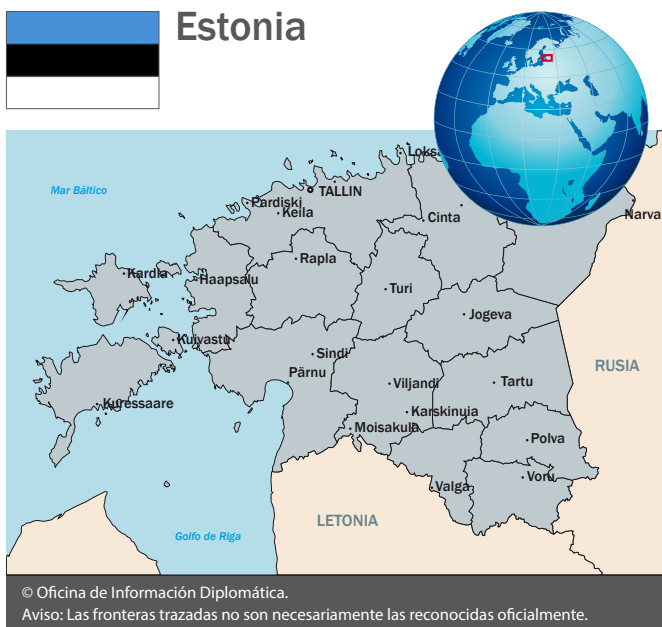 Estonia
Loksa
Mar Báltico
TALLIN
Pardiski
Keila
Cinta
Narva
Rapla
Kardla
Haapsalu
Turi
Jogeva
Kuivastu
Sindi
RUSIA
Pärnu
Viljandi
Tartu
Kuressaare
Karskinuja
Moisakula
Polva
Voru
Valga
LETONIA
Golfo de Riga
© Oficina de Información Diplomática.
Aviso: Las fronteras trazadas no son necesariamente las reconocidas oficialmente.